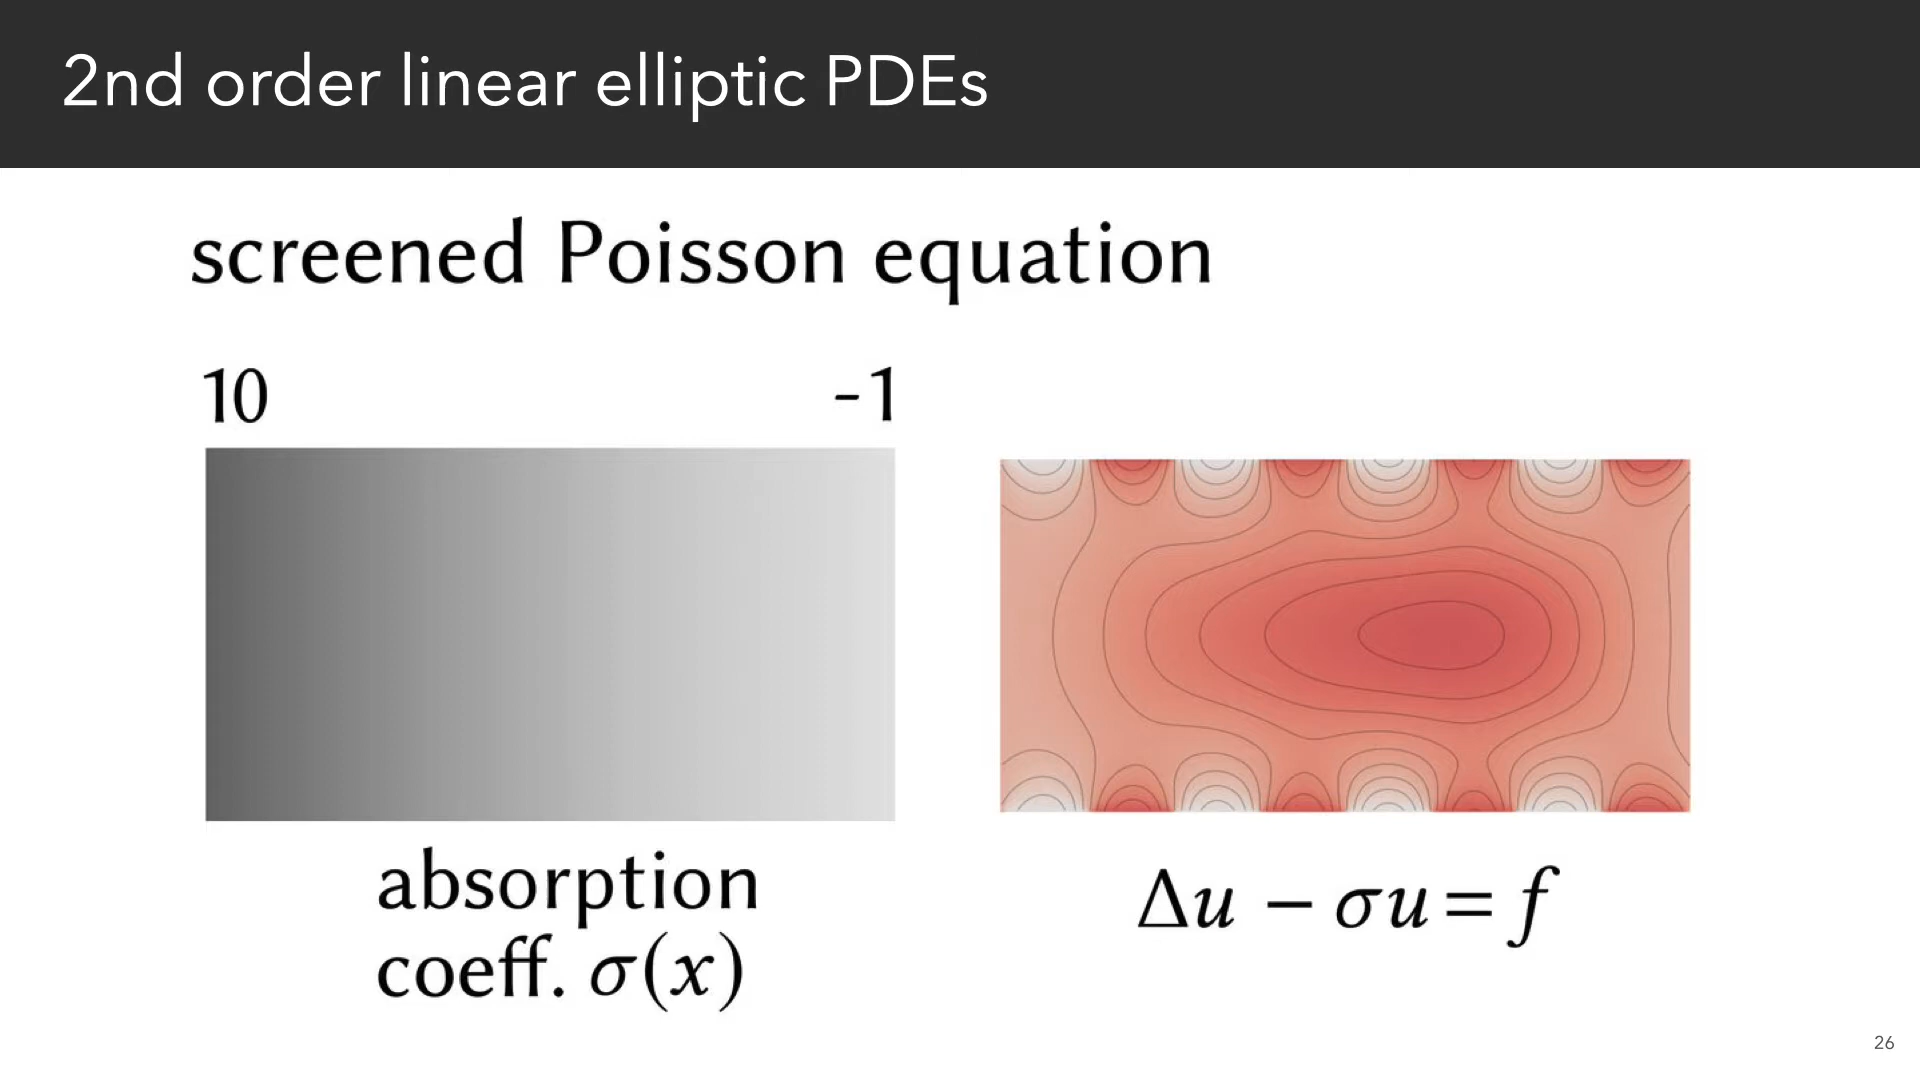 2nd order linear elliptic PDEs
screened Poisson equation
10
-1
absorption
coeff. σ(x)
Δu − σu = f
26